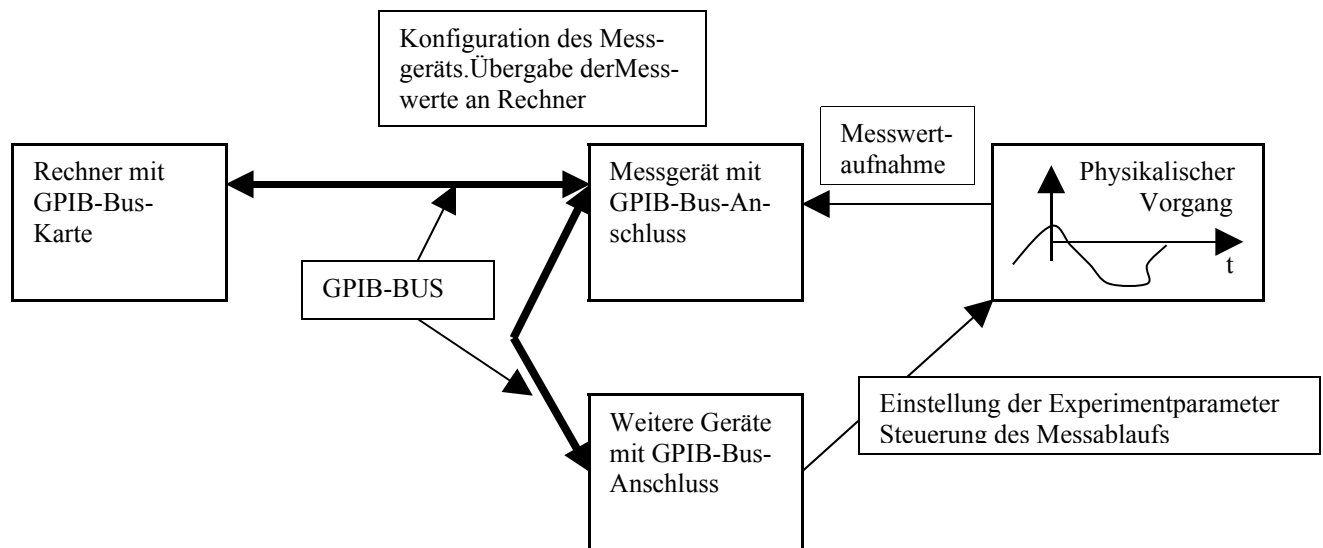 Konfiguration des Mess-
geräts.Übergabe derMess-
werte an Rechner
Messwert-
aufnahme
Rechner mit
GPIB-Bus-
Karte
Messgerät mit
GPIB-Bus-An-
schluss
Physikalischer
Vorgang
t
GPIB-BUS
Weitere Geräte
mit GPIB-Bus-
Anschluss
Einstellung der Experimentparameter
Steuerung des Messablaufs